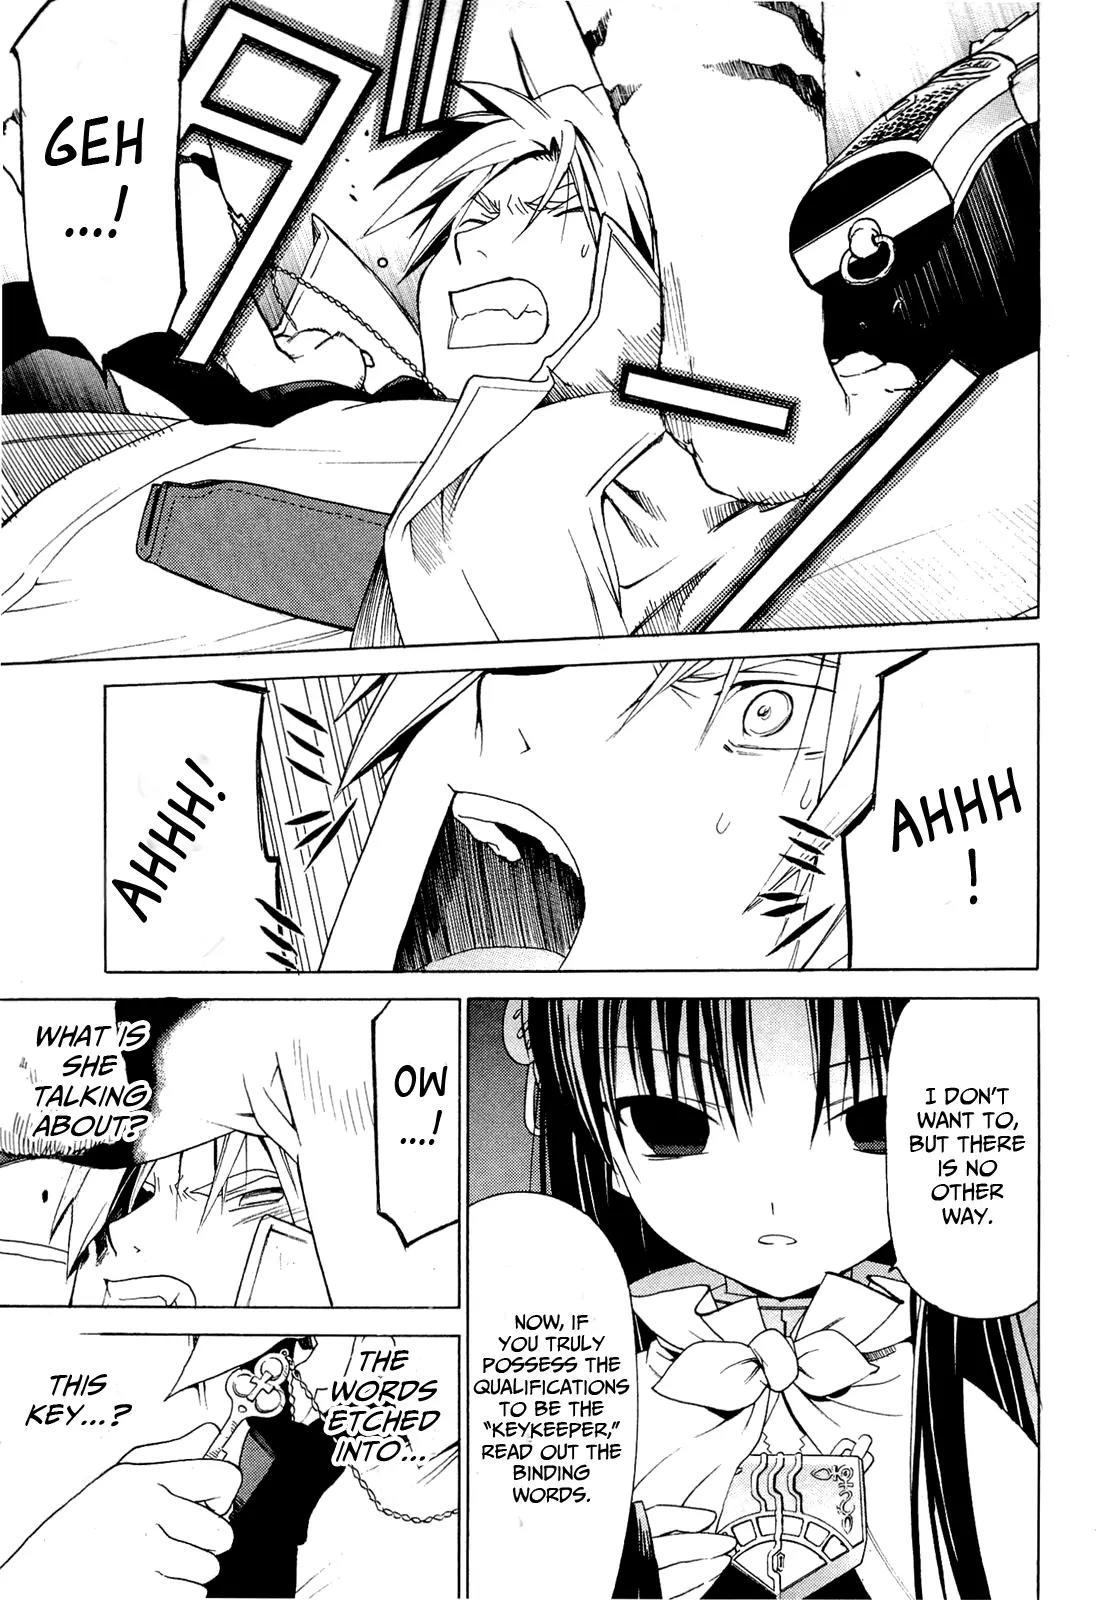 GEH
....!
AHHH
!
AHHH!
I DON'T
WANT TO,
BUT THERE
IS NO
OTHER
WAY.
NOW, IF
YOU TRULY
POSSESS THE
QUALIFICATIONS
TO BE THE
"KEYKEEPER,"
READ OUT THE
BINDING
WORDS.
OW
....!
WHAT IS
SHE
TALKING
ABOUT?
THE
WORDS
ETCHED
INTO...
THIS
KEY...?